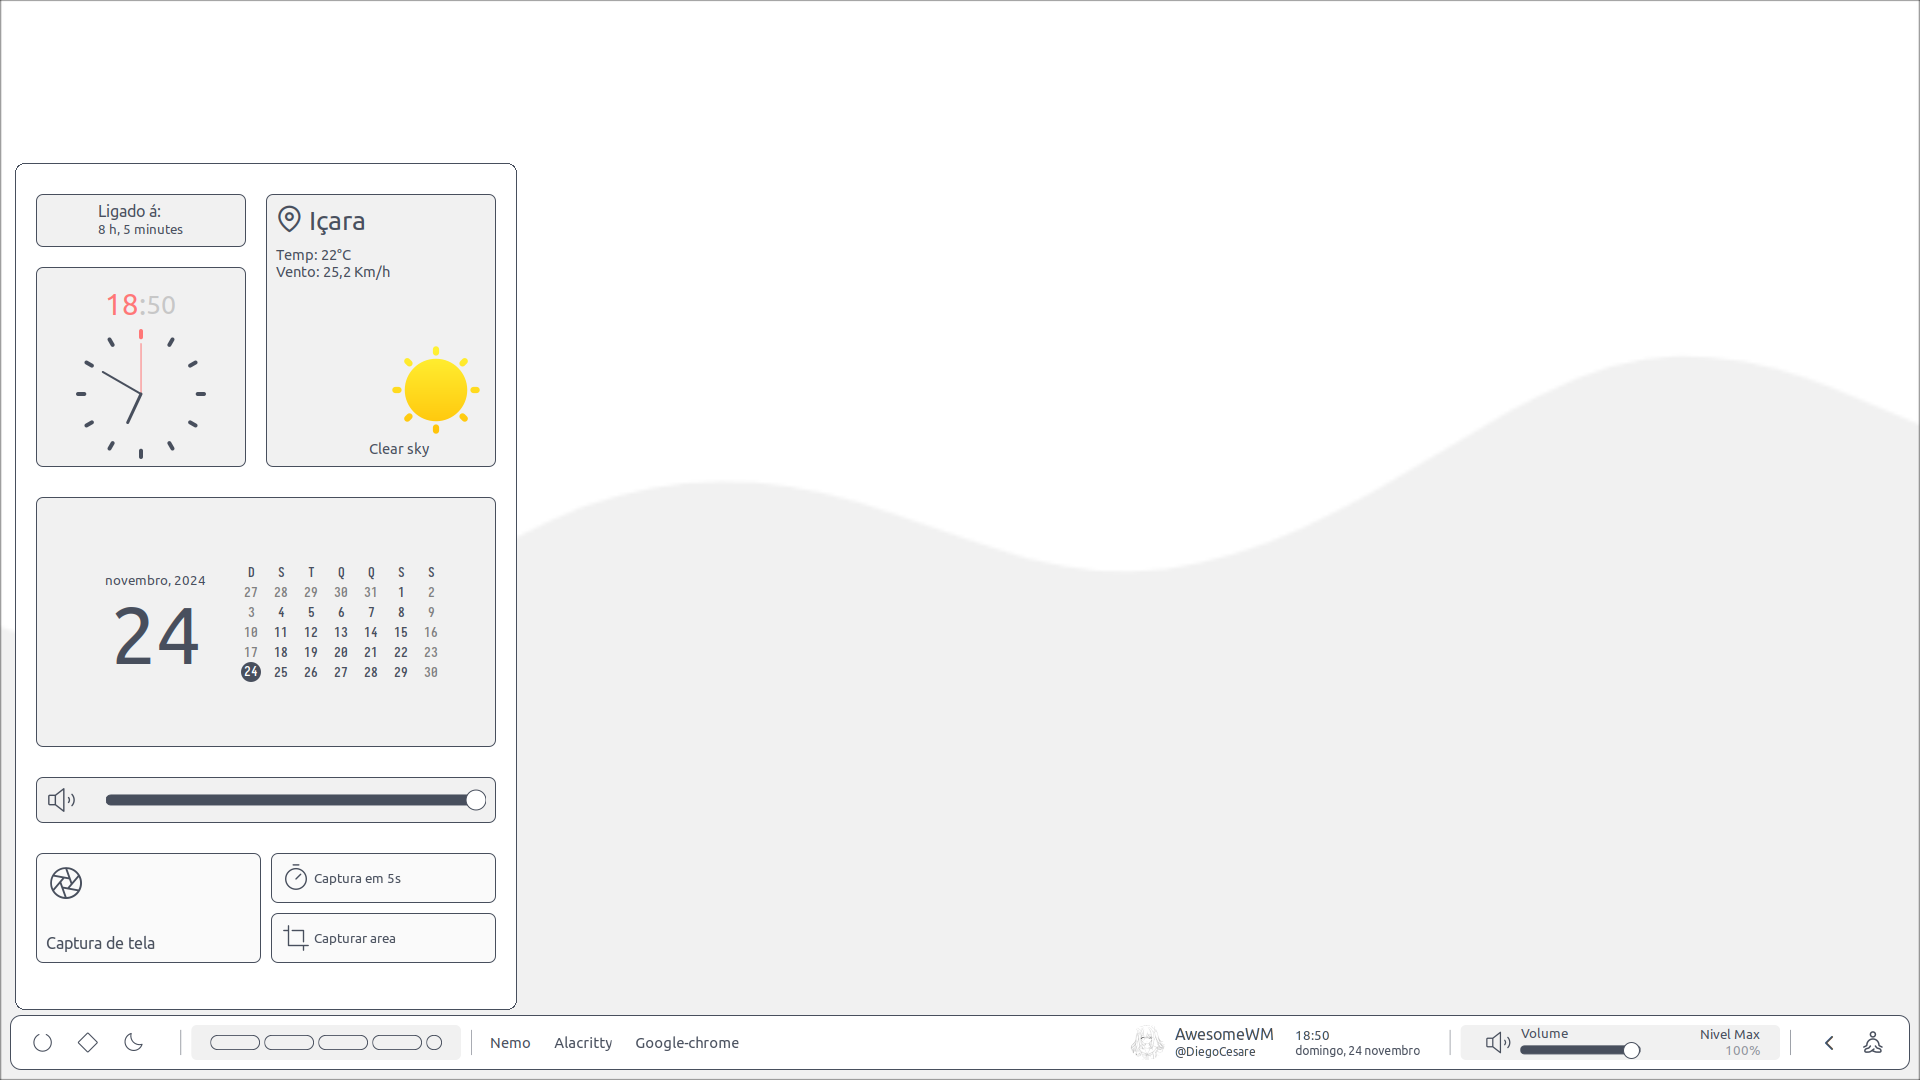 Ligado á:
8 h, 5 minutes
Içara
Temp: 22°C
Vento: 25,2 Km/h
Clear sky
18:50
novembro, 2024
24
D S T Q Q S S
27 28 29 30 31 1 2
3 4 5 6 7 8 9
10 11 12 13 14 15 16
17 18 19 20 21 22 23
24 25 26 27 28 29 30
Captura de tela
Captura em 5s
Capturar area
Nemo Alacritty Google-chrome
AwesomeWM
@DiegoCesare
18:50
domingo, 24 novembro
Volume
Nivel Max
100%